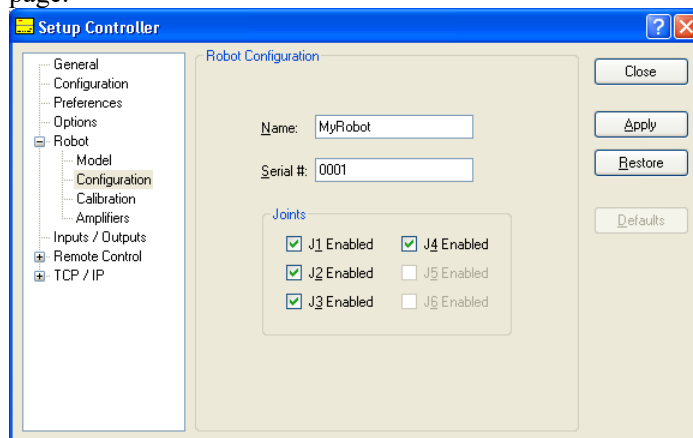 page.
Setup Controller
General
Configuration
Preferences
Options
Robot
Model
Configuration
Calibration
Amplifiers
Inputs / Outputs
Remote Control
TCP / IP
Robot Configuration
Name: MyRobot
Serial #: 0001
Joints
J1 Enabled J4 Enabled
J2 Enabled J5 Enabled
J3 Enabled J6 Enabled
Close
Apply
Restore
Defaults